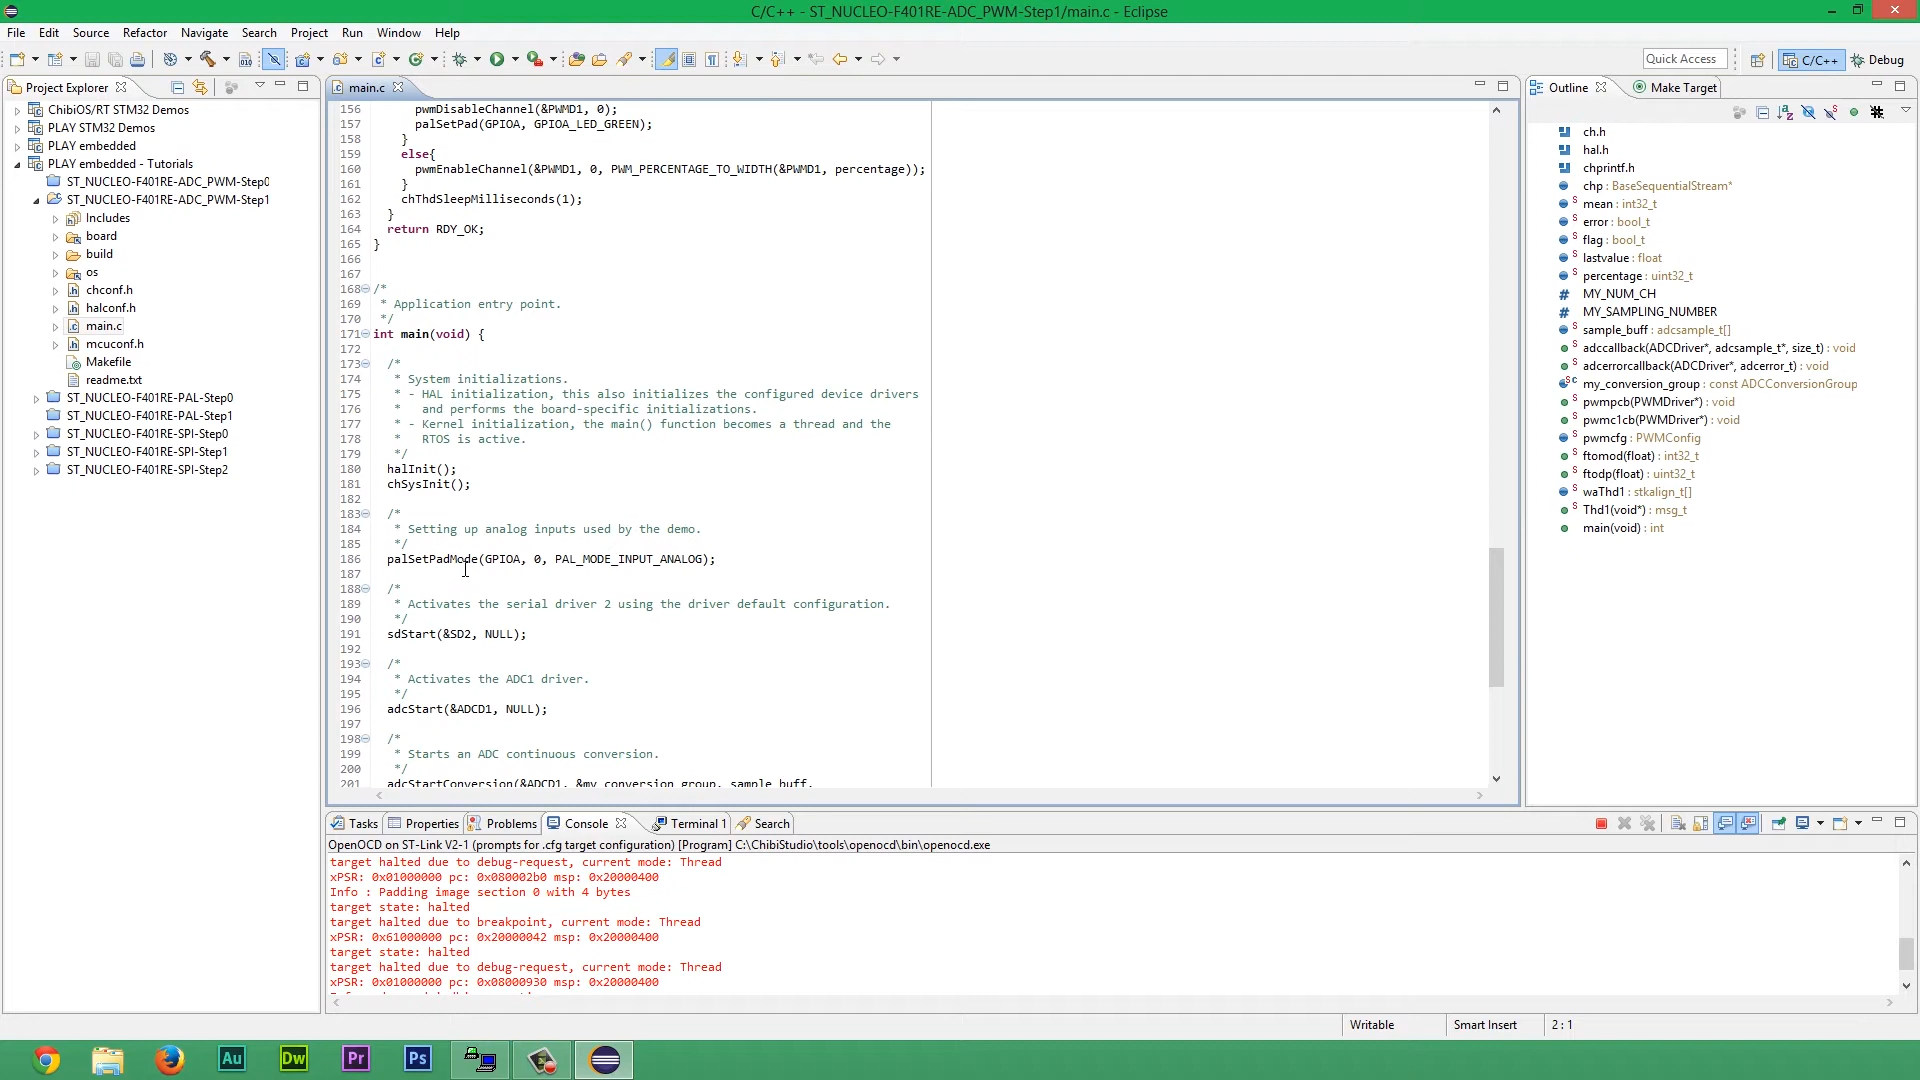 C/C++ - ST_NUCLEO-F401RE-ADC_PWM-Step1/main.c - Eclipse
File Edit Source Refactor Navigate Search Project Run Window Help
Quick Access
C/C++
Debug
Project Explorer
ChibiOS/RT STM32 Demos
PLAY STM32 Demos
PLAY embedded
PLAY embedded - Tutorials
ST_NUCLEO-F401RE-ADC_PWM-Step0
ST_NUCLEO-F401RE-ADC_PWM-Step1
Includes
board
build
os
chconf.h
halconf.h
main.c
mcuconf.h
Makefile
readme.txt
ST_NUCLEO-F401RE-PAL-Step0
ST_NUCLEO-F401RE-PAL-Step1
ST_NUCLEO-F401RE-SPI-Step0
ST_NUCLEO-F401RE-SPI-Step1
ST_NUCLEO-F401RE-SPI-Step2
main.c
156 pwmDisableChannel(&PWMD1, 0);
157 palSetPad(GPIOA, GPIOA_LED_GREEN);
158 }
159 else{
160 pwmEnableChannel(&PWMD1, 0, PWM_PERCENTAGE_TO_WIDTH(&PWMD1, percentage));
161 }
162 chThdSleepMilliseconds(1);
163 }
164 return RDY_OK;
165 }
166
167
168 /*
169 * Application entry point.
170 */
171 int main(void) {
172
173 /*
174 * System initializations.
175 * - HAL initialization, this also initializes the configured device drivers
176 * and performs the board-specific initializations.
177 * - Kernel initialization, the main() function becomes a thread and the
178 * RTOS is active.
179 */
180 halInit();
181 chSysInit();
182
183 /*
184 * Setting up analog inputs used by the demo.
185 */
186 palSetPadMode(GPIOA, 0, PAL_MODE_INPUT_ANALOG);
187
188 /*
189 * Activates the serial driver 2 using the driver default configuration.
190 */
191 sdStart(&SD2, NULL);
192
193 /*
194 * Activates the ADC1 driver.
195 */
196 adcStart(&ADCD1, NULL);
197
198 /*
199 * Starts an ADC continuous conversion.
200 */
201 adcStartConversion(&ADCD1, &my_conversion_group, sample_buff,
Outline
Make Target
ch.h
hal.h
chprintf.h
chp : BaseSequentialStream*
mean : int32_t
error : bool_t
flag : bool_t
lastvalue : float
percentage : uint32_t
MY_NUM_CH
MY_SAMPLING_NUMBER
sample_buff : adcsample_t[]
adccallback(ADCDriver*, adcsample_t*, size_t) : void
adcerrorcallback(ADCDriver*, adcerror_t) : void
my_conversion_group : const ADCConversionGroup
pwmpcb(PWMDriver*) : void
pwmc1cb(PWMDriver*) : void
pwmcfg : PWMConfig
ftomod(float) : int32_t
ftodp(float) : uint32_t
waThd1 : stkalign_t[]
Thd1(void*) : msg_t
main(void) : int
Tasks Properties Problems Console Terminal 1 Search
OpenOCD on ST-Link V2-1 (prompts for .cfg target configuration) [Program] C:\ChibiStudio\tools\openocd\bin\openocd.exe
target halted due to debug-request, current mode: Thread
xPSR: 0x01000000 pc: 0x080002b0 msp: 0x20000400
Info : Padding image section 0 with 4 bytes
target state: halted
target halted due to breakpoint, current mode: Thread
xPSR: 0x61000000 pc: 0x20000042 msp: 0x20000400
target state: halted
target halted due to debug-request, current mode: Thread
xPSR: 0x01000000 pc: 0x08000930 msp: 0x20000400
Writable
Smart Insert
2 : 1
Au
Dw
Pr
Ps